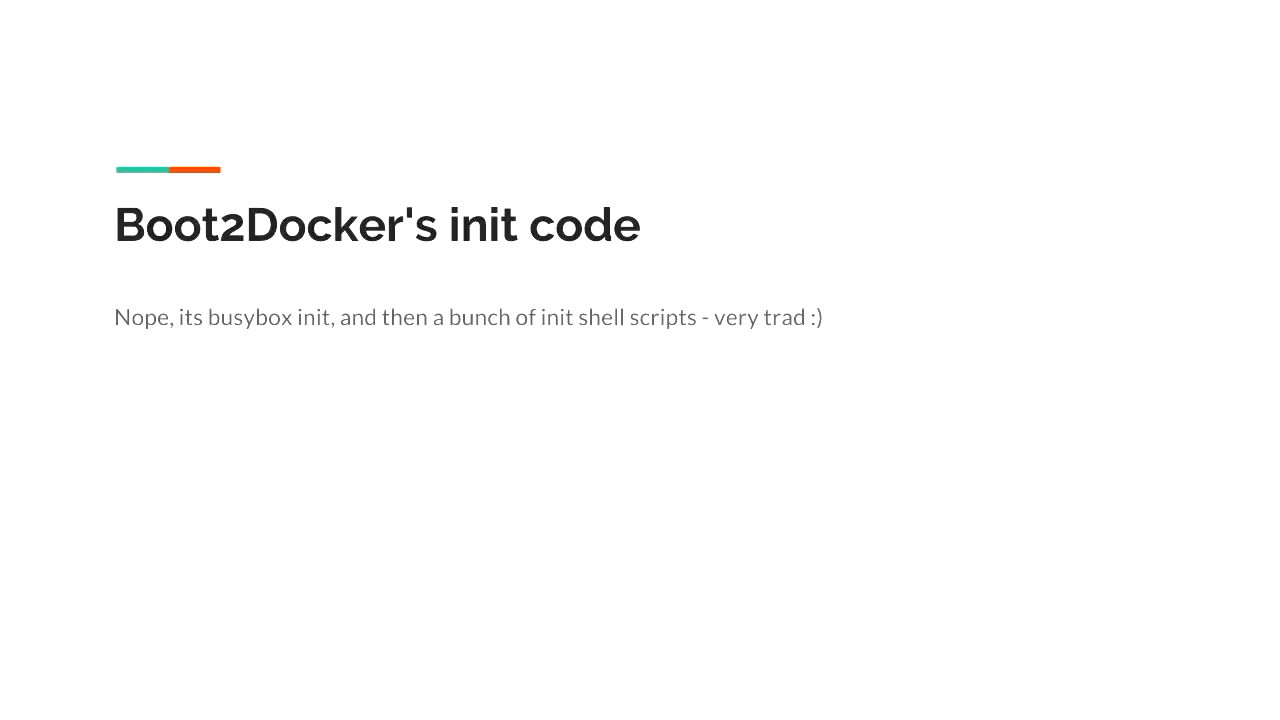 Boot2Docker's init code
Nope, its busybox init, and then a bunch of init shell scripts - very trad :)